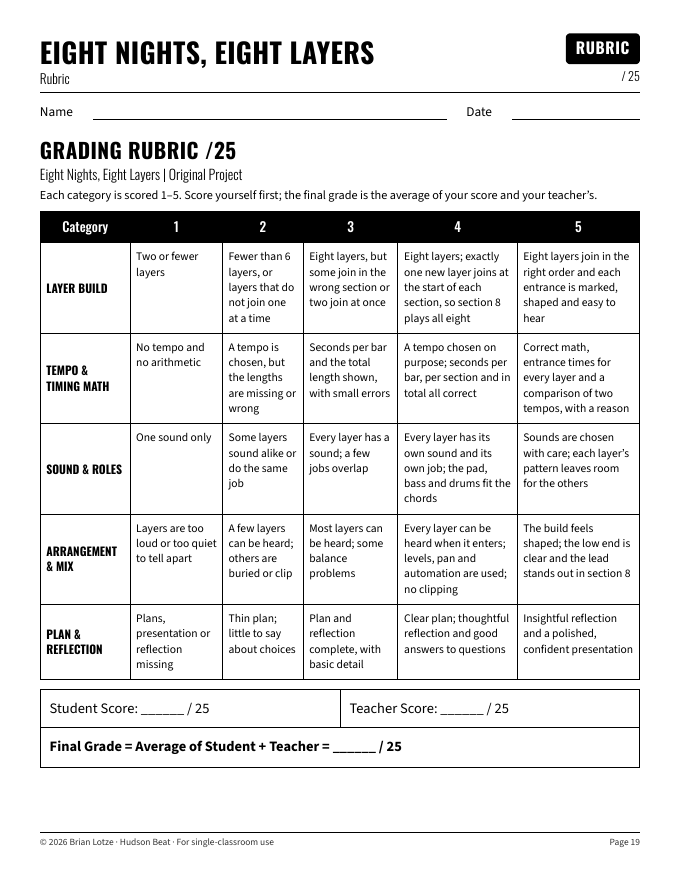 EIGHT NIGHTS, EIGHT LAYERS
RUBRIC
Rubric
/ 25
Name
Date
GRADING RUBRIC /25
Eight Nights, Eight Layers | Original Project
Each category is scored 1–5. Score yourself first; the final grade is the average of your score and your teacher’s.
Category 1 2 3 4 5
LAYER BUILD
Two or fewer
layers
Fewer than 6
layers, or
layers that do
not join one
at a time
Eight layers, but
some join in the
wrong section or
two join at once
Eight layers; exactly
one new layer joins at
the start of each
section, so section 8
plays all eight
Eight layers join in the
right order and each
entrance is marked,
shaped and easy to
hear
TEMPO &
TIMING MATH
No tempo and
no arithmetic
A tempo is
chosen, but
the lengths
are missing or
wrong
Seconds per bar
and the total
length shown,
with small errors
A tempo chosen on
purpose; seconds per
bar, per section and in
total all correct
Correct math,
entrance times for
every layer and a
comparison of two
tempos, with a reason
SOUND & ROLES
One sound only
Some layers
sound alike or
do the same
job
Every layer has a
sound; a few
jobs overlap
Every layer has its
own sound and its
own job; the pad,
bass and drums fit the
chords
Sounds are chosen
with care; each layer’s
pattern leaves room
for the others
ARRANGEMENT
& MIX
Layers are too
loud or too quiet
to tell apart
A few layers
can be heard;
others are
buried or clip
Most layers can
be heard; some
balance
problems
Every layer can be
heard when it enters;
levels, pan and
automation are used;
no clipping
The build feels
shaped; the low end is
clear and the lead
stands out in section 8
PLAN &
REFLECTION
Plans,
presentation or
reflection
missing
Thin plan;
little to say
about choices
Plan and
reflection
complete, with
basic detail
Clear plan; thoughtful
reflection and good
answers to questions
Insightful reflection
and a polished,
confident presentation
Student Score: ______ / 25
Teacher Score: ______ / 25
Final Grade = Average of Student + Teacher = ______ / 25
© 2026 Brian Lotze · Hudson Beat · For single-classroom use
Page 19